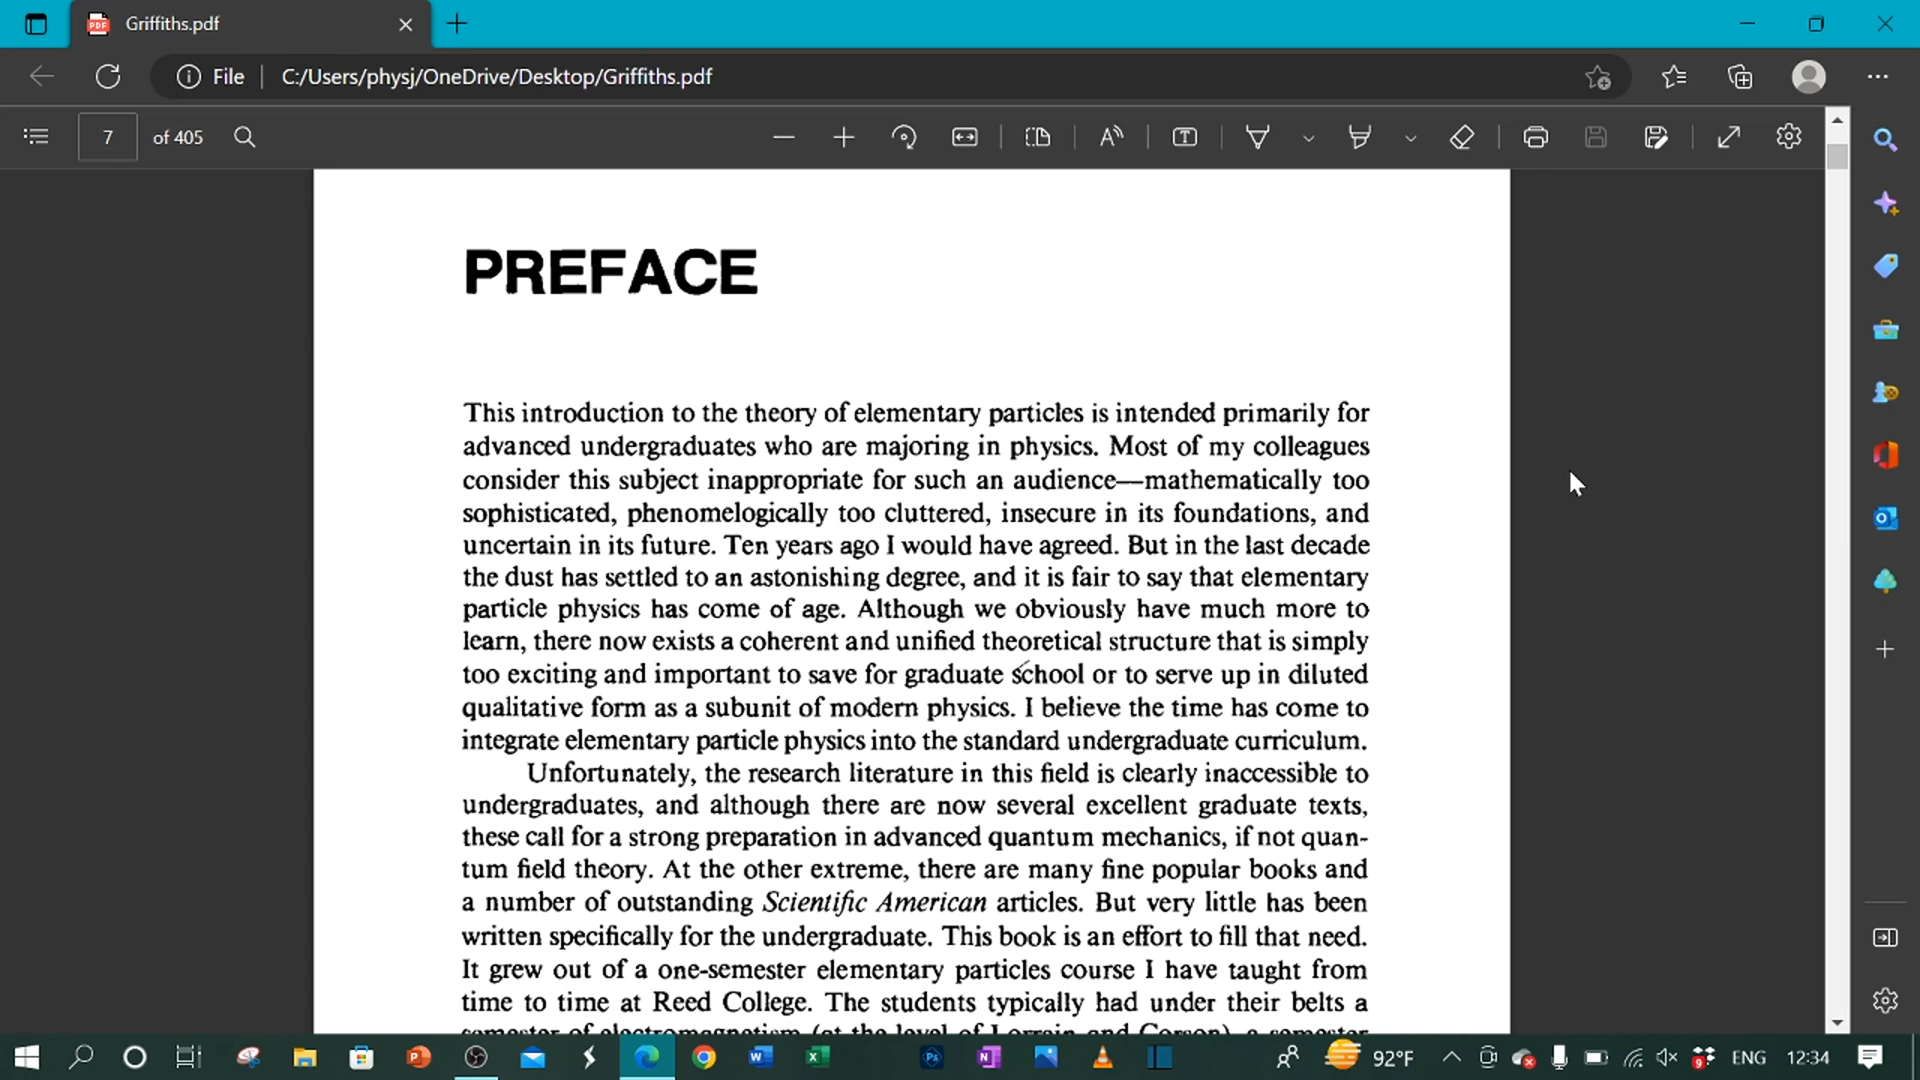 Griffiths.pdf
File
C:/Users/physj/OneDrive/Desktop/Griffiths.pdf
7 of 405
PREFACE
This introduction to the theory of elementary particles is intended primarily for
advanced undergraduates who are majoring in physics. Most of my colleagues
consider this subject inappropriate for such an audience—mathematically too
sophisticated, phenomelogically too cluttered, insecure in its foundations, and
uncertain in its future. Ten years ago I would have agreed. But in the last decade
the dust has settled to an astonishing degree, and it is fair to say that elementary
particle physics has come of age. Although we obviously have much more to
learn, there now exists a coherent and unified theoretical structure that is simply
too exciting and important to save for graduate school or to serve up in diluted
qualitative form as a subunit of modern physics. I believe the time has come to
integrate elementary particle physics into the standard undergraduate curriculum.
Unfortunately, the research literature in this field is clearly inaccessible to
undergraduates, and although there are now several excellent graduate texts,
these call for a strong preparation in advanced quantum mechanics, if not quan-
tum field theory. At the other extreme, there are many fine popular books and
a number of outstanding Scientific American articles. But very little has been
written specifically for the undergraduate. This book is an effort to fill that need.
It grew out of a one-semester elementary particles course I have taught from
time to time at Reed College. The students typically had under their belts a
semester of electromagnetism (at the level of Lorrain and Corson), a semester
92°F
ENG
12:34